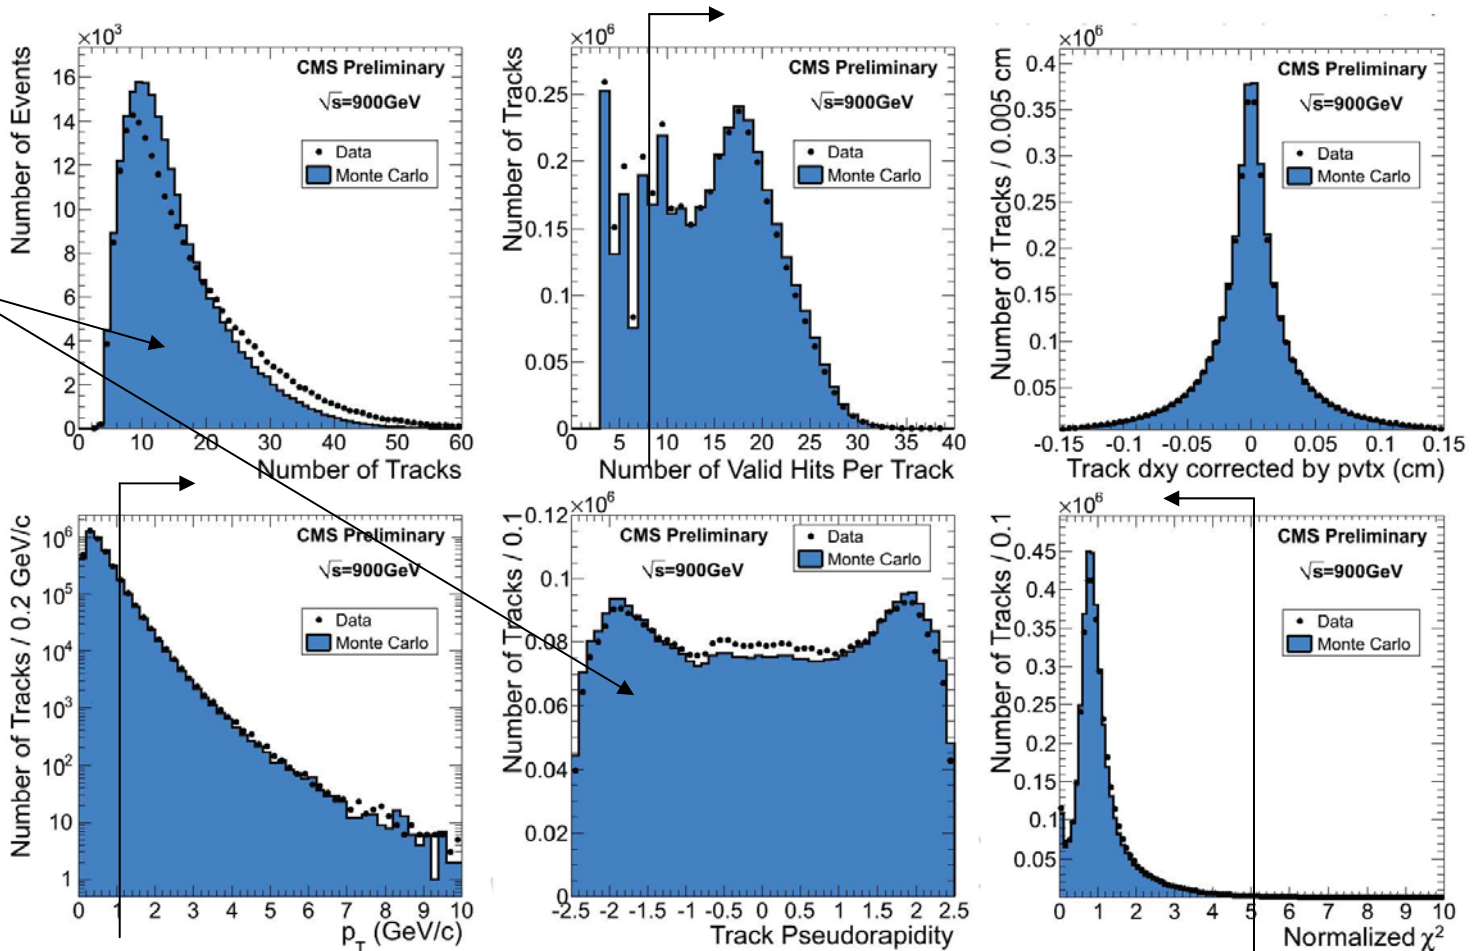 ×10³
CMS Preliminary
√s=900GeV
Data
Monte Carlo
Number of Events
16
14
12
10
8
6
4
2
0
0 10 20 30 40 50 60
Number of Tracks
×10⁶
CMS Preliminary
√s=900GeV
Data
Monte Carlo
Number of Tracks
0.25
0.2
0.15
0.1
0.05
0
0 5 10 15 20 25 30 35 40
Number of Valid Hits Per Track
×10⁶
CMS Preliminary
√s=900GeV
Data
Monte Carlo
Number of Tracks / 0.005 cm
0.4
0.35
0.3
0.25
0.2
0.15
0.1
0.05
-0.15 -0.1 -0.05 0 0.05 0.1 0.15
Track dxy corrected by pvtx (cm)
CMS Preliminary
√s=900GeV
Data
Monte Carlo
Number of Tracks / 0.2 GeV/c
10⁶
10⁵
10⁴
10³
10²
10
1
0 1 2 3 4 5 6 7 8 9 10
p_T (GeV/c)
×10⁶
CMS Preliminary
√s=900GeV
Data
Monte Carlo
Number of Tracks / 0.1
0.12
0.1
0.08
0.06
0.04
0.02
0
-2.5 -2 -1.5 -1 -0.5 0 0.5 1 1.5 2 2.5
Track Pseudorapidity
×10⁶
CMS Preliminary
√s=900GeV
Data
Monte Carlo
Number of Tracks / 0.1
0.45
0.4
0.35
0.3
0.25
0.2
0.15
0.1
0.05
0 1 2 3 4 5 6 7 8 9 10
Normalized χ²